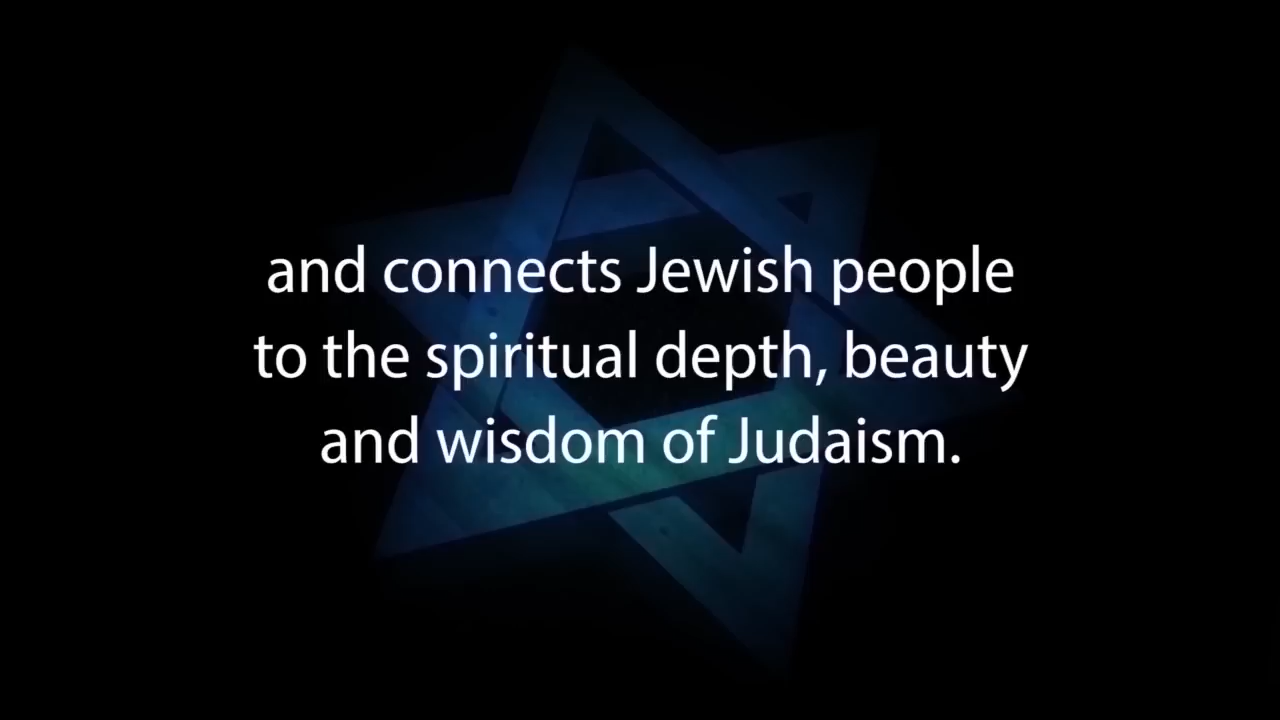 and connects Jewish people
to the spiritual depth, beauty
and wisdom of Judaism.